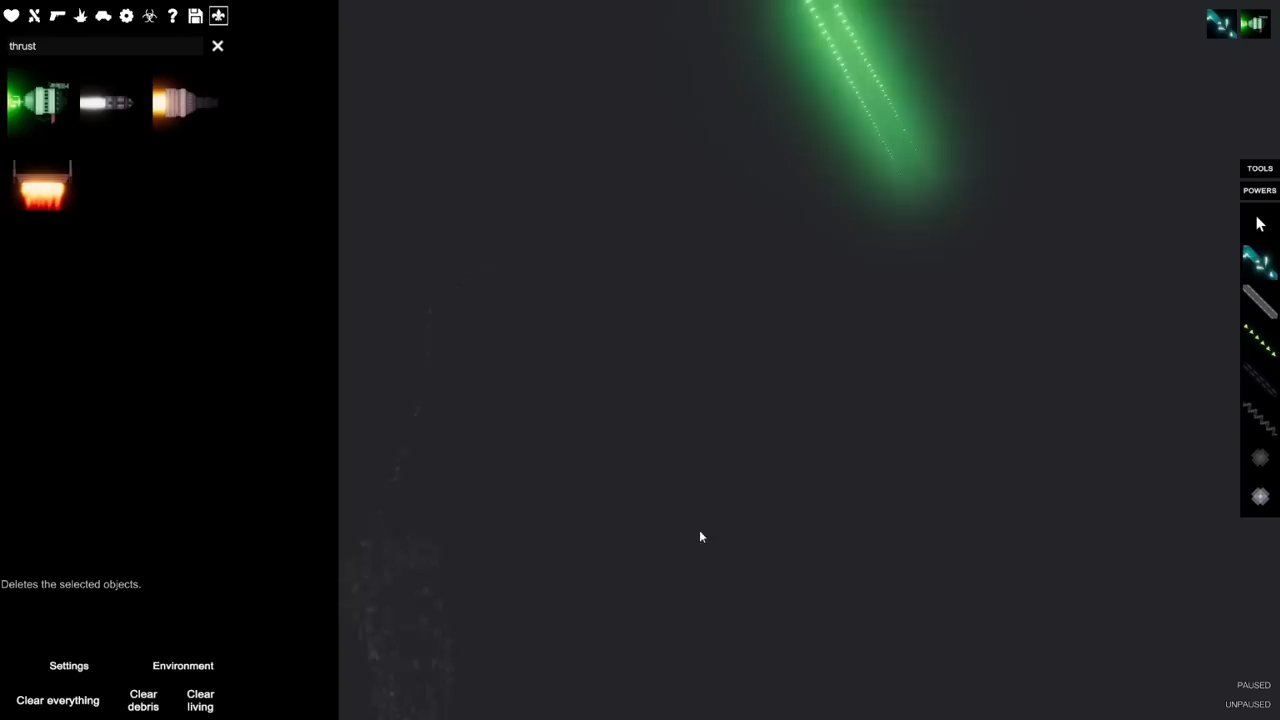 thrust
TOOLS
POWERS
Deletes the selected objects.
Settings
Environment
Clear everything
Clear
debris
Clear
living
PAUSED
UNPAUSED